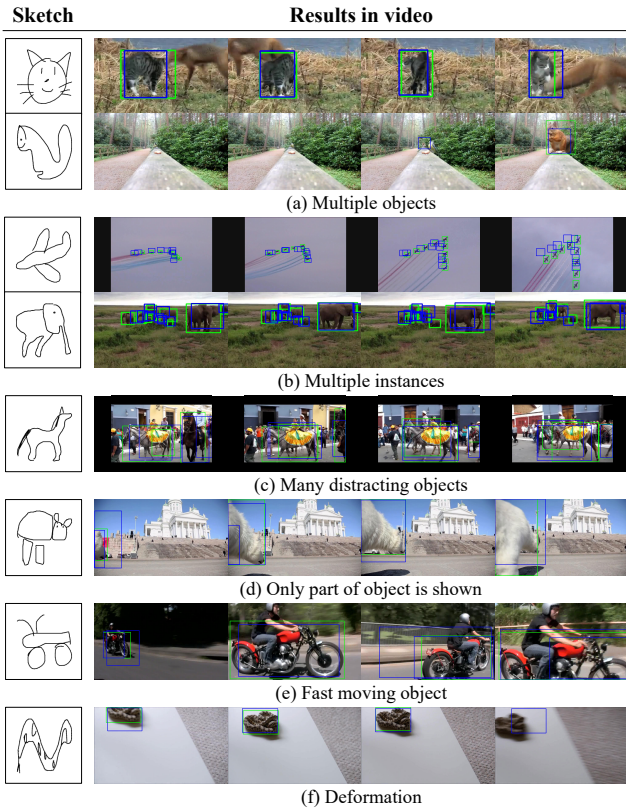 Sketch Results in video
(a) Multiple objects
(b) Multiple instances
(c) Many distracting objects
(d) Only part of object is shown
(e) Fast moving object
(f) Deformation